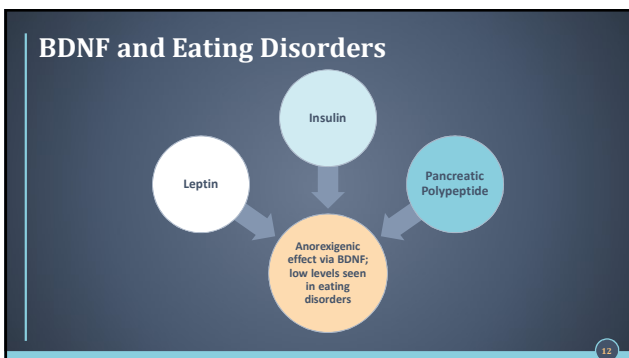 BDNF and Eating Disorders
Insulin
Leptin
Pancreatic
Polypeptide
Anorexigenic
effect via BDNF;
low levels seen
in eating
disorders
12